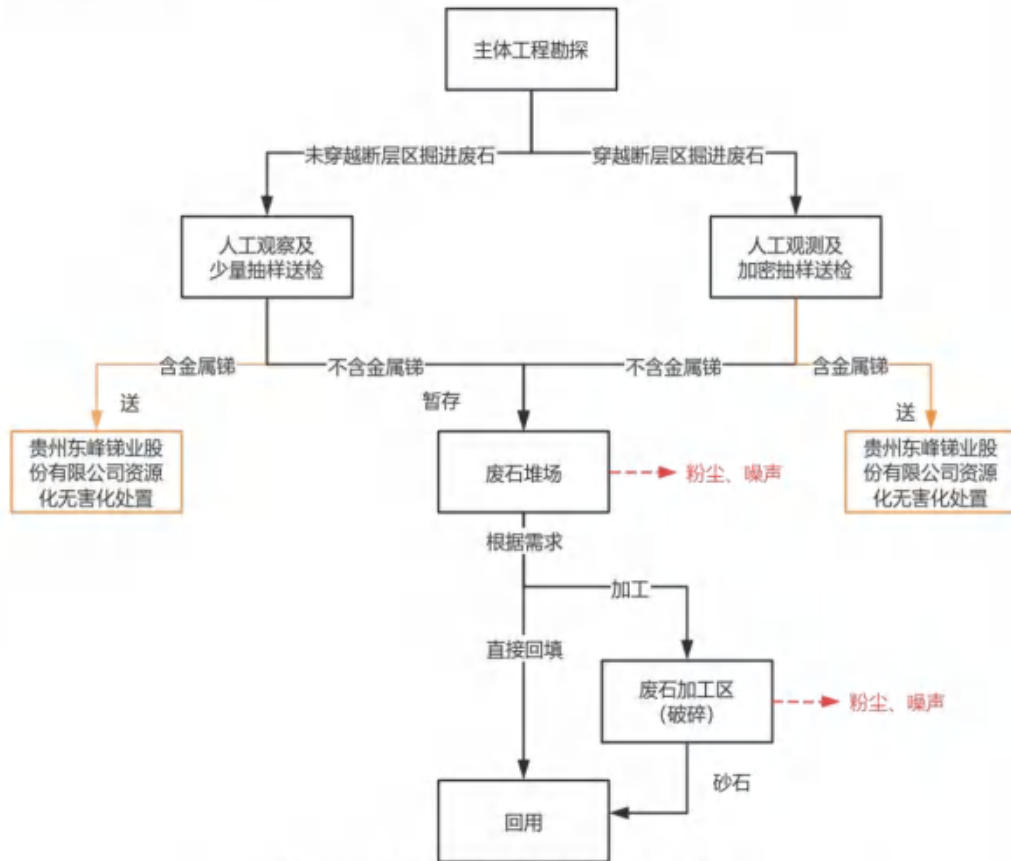 主体工程勘探
未穿越断层区掘进废石
穿越断层区掘进废石
人工观察及
少量抽样送检
人工观测及
加密抽样送检
含金属锑
不含金属锑
不含金属锑
含金属锑
送
暂存
送
贵州东峰锑业股
份有限公司资源
化无害化处置
废石堆场
粉尘、噪声
贵州东峰锑业股
份有限公司资源
化无害化处置
根据需求
加工
直接回填
废石加工区
（破碎）
粉尘、噪声
砂石
回用